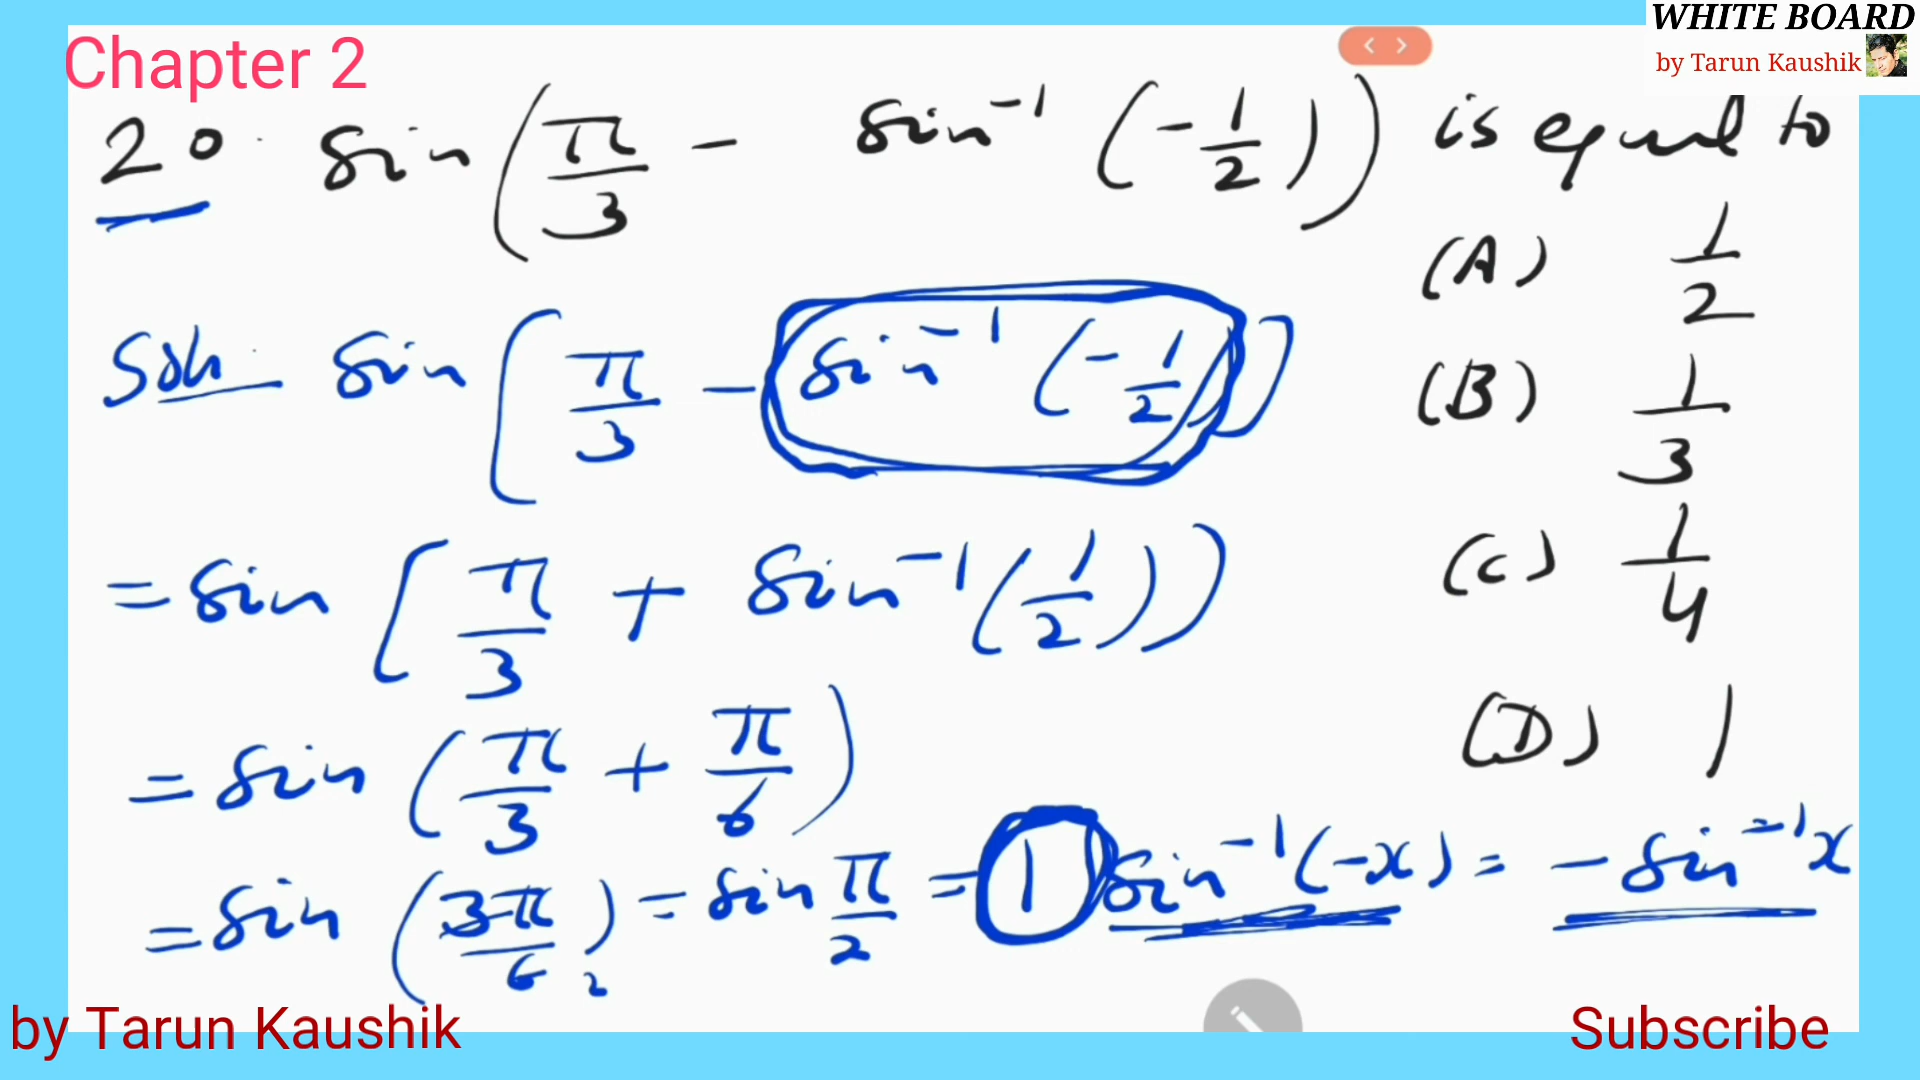 WHITE BOARD
by Tarun Kaushik
Chapter 2
20. sin(π/3 - sin⁻¹(-1/2)) is equal to
(A) 1/2
(B) 1/3
(C) 1/4
(D) 1
Soln. sin[π/3 - sin⁻¹(-1/2)]
= sin[π/3 + sin⁻¹(1/2)]
= sin(π/3 + π/6)
= sin(3π/6) = sin π/2 = 1
2
sin⁻¹(-x) = -sin⁻¹x
by Tarun Kaushik
Subscribe